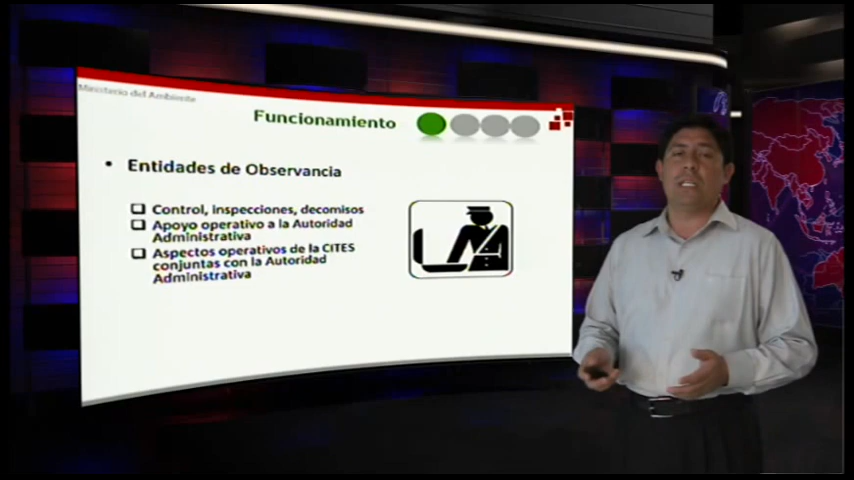 Ministerio del Ambiente
Funcionamiento
• Entidades de Observancia
❑ Control, inspecciones, decomisos
❑ Apoyo operativo a la Autoridad
Administrativa
❑ Aspectos operativos de la CITES
conjuntas con la Autoridad
Administrativa